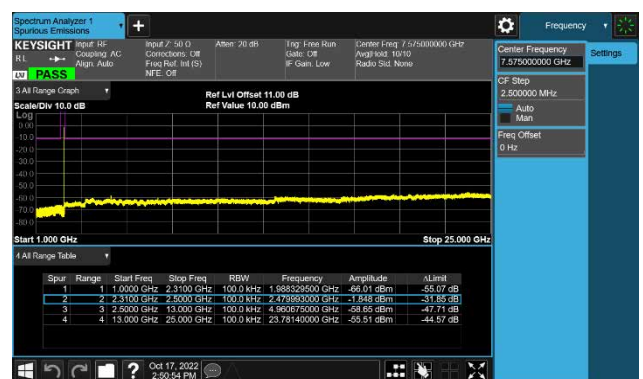 Spectrum Analyzer 1
Spurious Emissions
+
Frequency
KEYSIGHT
RL
LXI PASS
Input: RF
Coupling: AC
Align: Auto
Input Z: 50 Ω
Corrections: Off
Freq Ref: Int (S)
NFE: Off
Atten: 20 dB
Trig: Free Run
Gate: Off
IF Gain: Low
Center Freq: 7.575000000 GHz
Avg|Hold: 10/10
Radio Std: None
Center Frequency
7.575000000 GHz
Settings
CF Step
2.500000 MHz
Auto
Man
Freq Offset
0 Hz
3 All Range Graph
Scale/Div 10.0 dB
Ref Lvl Offset 11.00 dB
Ref Value 10.00 dBm
Log
0.00
-10.0
-20.0
-30.0
-40.0
-50.0
-60.0
-70.0
-80.0
Start 1.000 GHz
Stop 25.000 GHz
4 All Range Table
Spur Range Start Freq Stop Freq RBW Frequency Amplitude ΔLimit
1 1 1.0000 GHz 2.3100 GHz 100.0 kHz 1.988329500 GHz -66.01 dBm -55.07 dB
2 2 2.3100 GHz 2.5000 GHz 100.0 kHz 2.479993000 GHz -1.848 dBm -31.85 dB
3 3 2.5000 GHz 13.000 GHz 100.0 kHz 4.960675000 GHz -58.65 dBm -47.71 dB
4 4 13.000 GHz 25.000 GHz 100.0 kHz 23.78140000 GHz -55.51 dBm -44.57 dB
?
Oct 17, 2022
2:50:54 PM